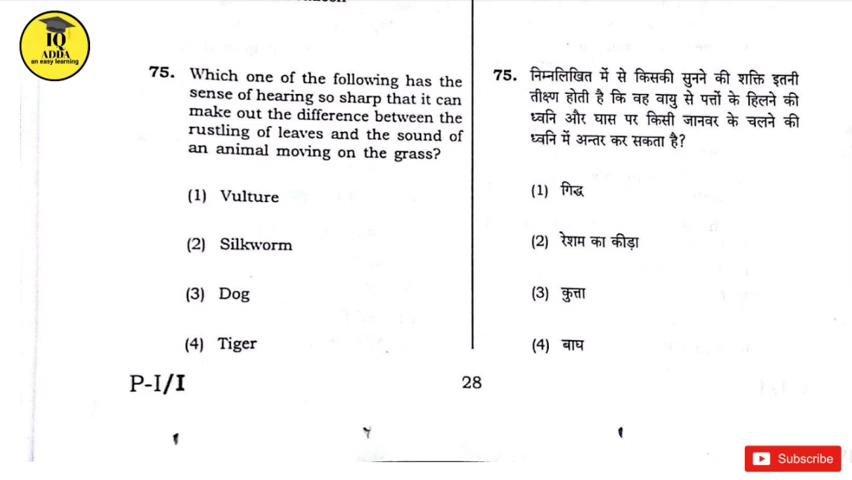 IQ
ADDA
an easy learning
75. Which one of the following has the
sense of hearing so sharp that it can
make out the difference between the
rustling of leaves and the sound of
an animal moving on the grass?
(1) Vulture
(2) Silkworm
(3) Dog
(4) Tiger
75. निम्नलिखित में से किसकी सुनने की शक्ति इतनी
तीक्ष्ण होती है कि वह वायु से पत्तों के हिलने की
ध्वनि और घास पर किसी जानवर के चलने की
ध्वनि में अन्तर कर सकता है?
(1) गिद्ध
(2) रेशम का कीड़ा
(3) कुत्ता
(4) बाघ
P-I/I
28
Subscribe